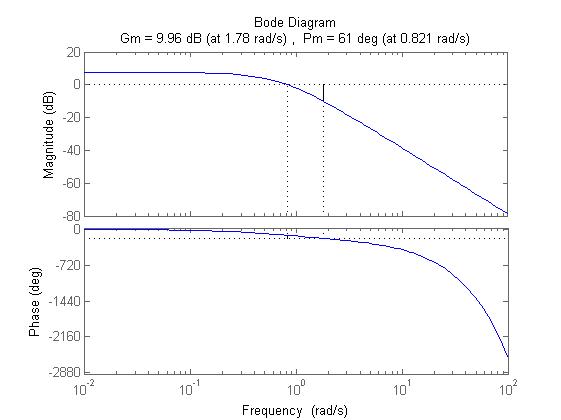 Bode Diagram
Gm = 9.96 dB (at 1.78 rad/s) , Pm = 61 deg (at 0.821 rad/s)
20
0
-20
-40
-60
-80
Magnitude (dB)
0
-720
-1440
-2160
-2880
Phase (deg)
10^-2 10^-1 10^0 10^1 10^2
Frequency (rad/s)